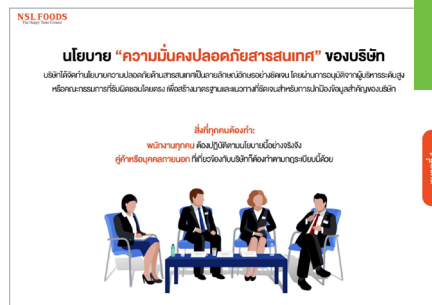 NSL FOODS
The Happy Taste Creator
นโยบาย “ความมั่นคงปลอดภัยสารสนเทศ” ของบริษัท
บริษัทได้จัดทำนโยบายความปลอดภัยด้านสารสนเทศเป็นลายลักษณ์อักษรอย่างชัดเจน โดยผ่านการอนุมัติจากผู้บริหารระดับสูง
หรือคณะกรรมการที่รับผิดชอบโดยตรง เพื่อสร้างมาตรฐานและแนวทางที่ชัดเจนสำหรับการปกป้องข้อมูลสำคัญของบริษัท
สิ่งที่ทุกคนต้องทำ:
พนักงานทุกคน ต้องปฏิบัติตามนโยบายนี้อย่างจริงจัง
คู่ค้าหรือบุคคลภายนอก ที่เกี่ยวข้องกับบริษัทก็ต้องทำตามกฎระเบียบนี้ด้วย